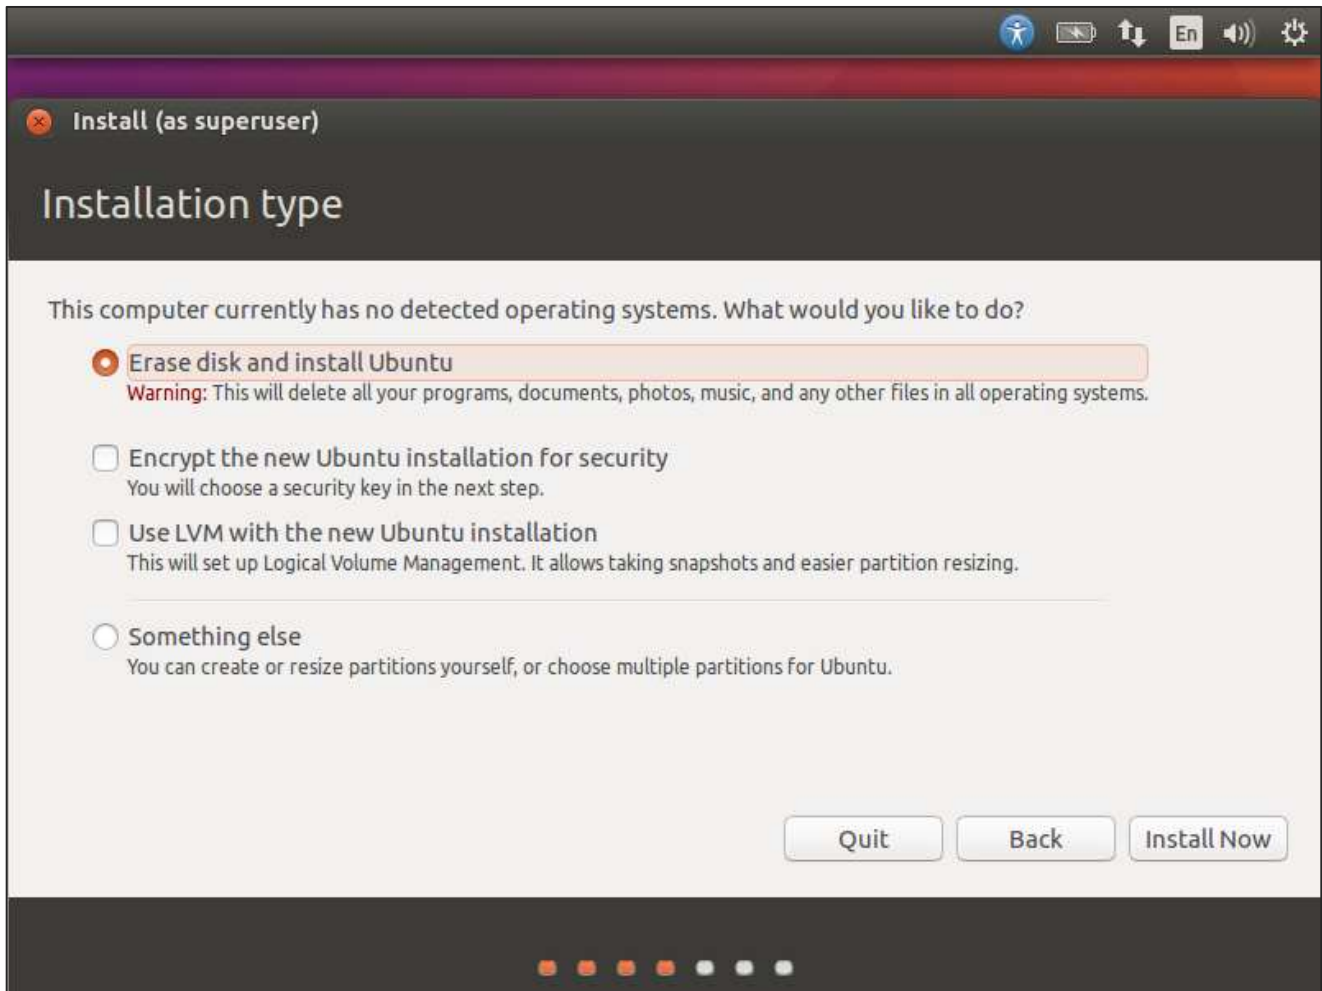 En
Install (as superuser)
Installation type
This computer currently has no detected operating systems. What would you like to do?
Erase disk and install Ubuntu
Warning: This will delete all your programs, documents, photos, music, and any other files in all operating systems.
Encrypt the new Ubuntu installation for security
You will choose a security key in the next step.
Use LVM with the new Ubuntu installation
This will set up Logical Volume Management. It allows taking snapshots and easier partition resizing.
Something else
You can create or resize partitions yourself, or choose multiple partitions for Ubuntu.
Quit Back Install Now